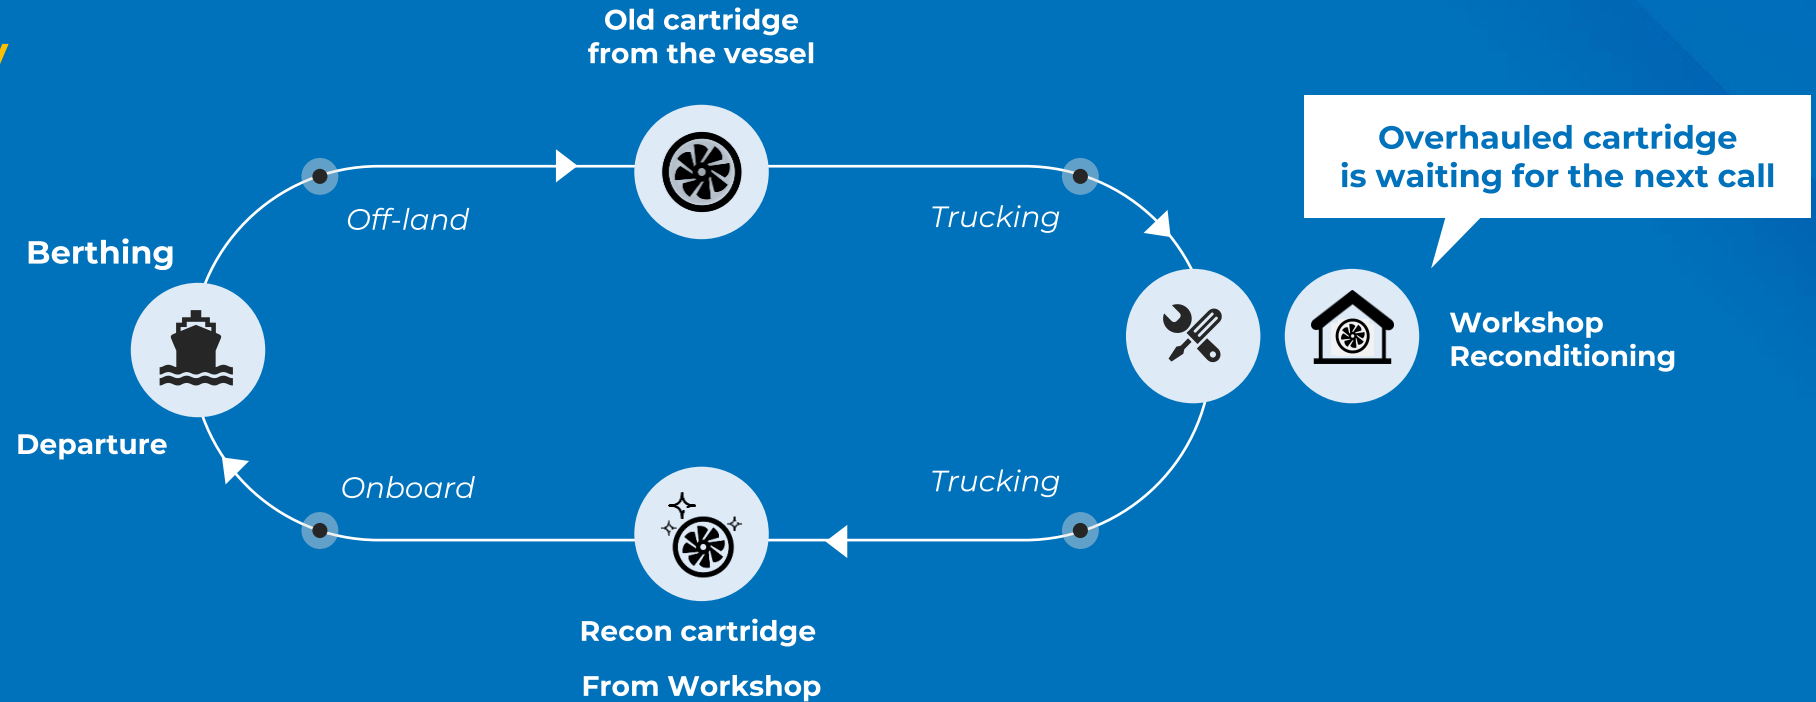 Old cartridge
from the vessel
Overhauled cartridge
is waiting for the next call
Off-land
Trucking
Berthing
Workshop
Reconditioning
Departure
Onboard
Trucking
Recon cartridge
From Workshop